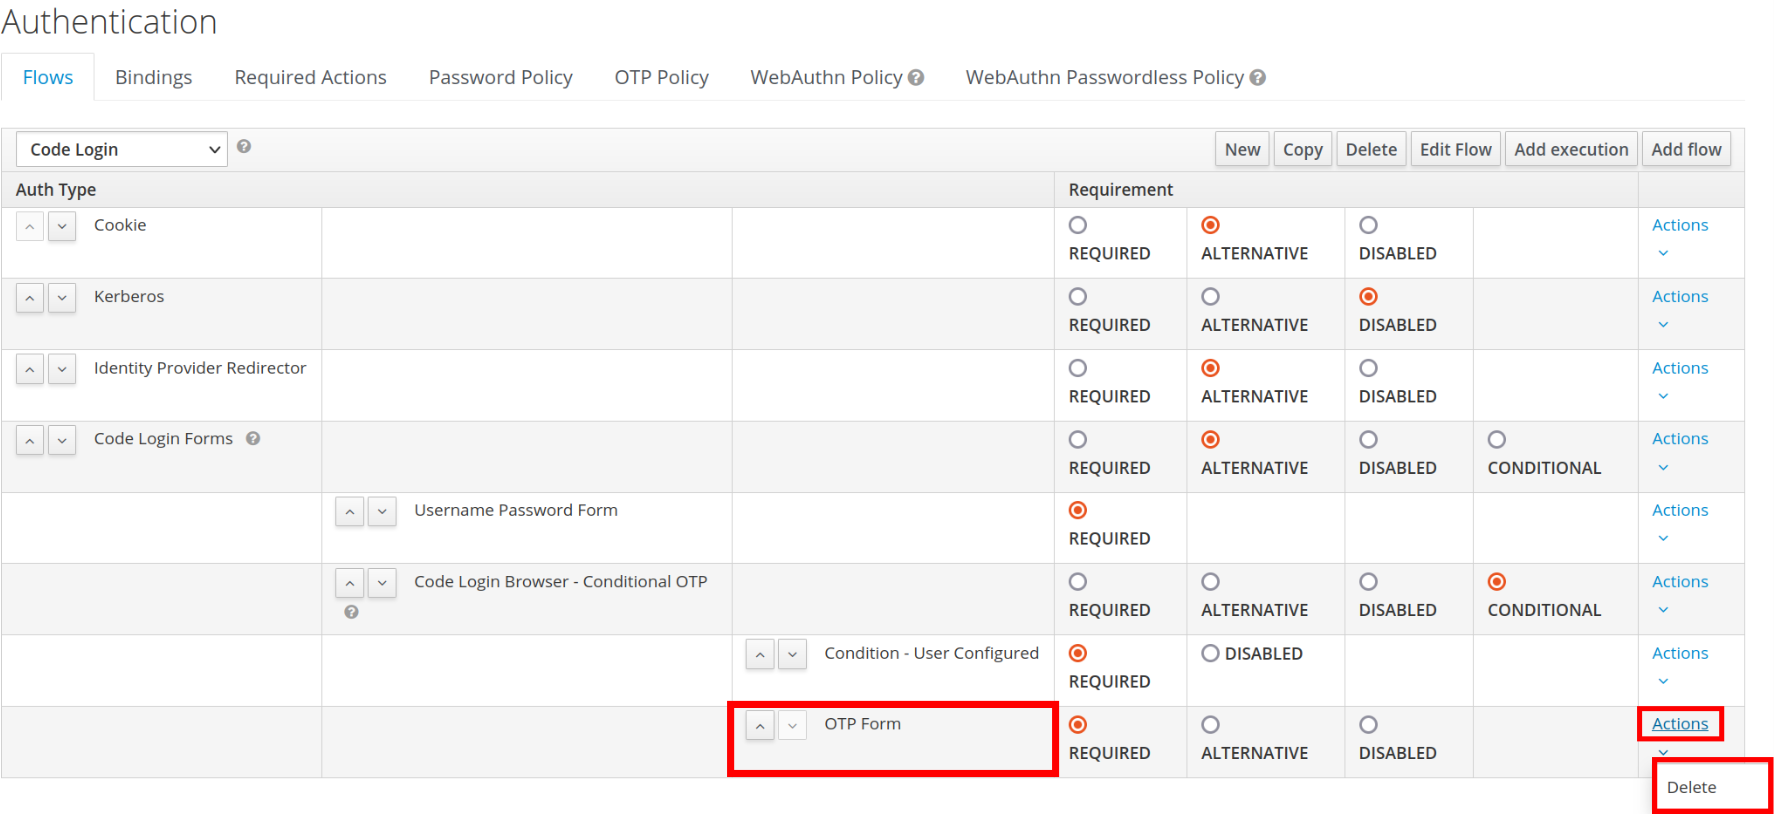 Authentication
Flows Bindings Required Actions Password Policy OTP Policy WebAuthn Policy WebAuthn Passwordless Policy
Code Login New Copy Delete Edit Flow Add execution Add flow
Auth Type Requirement
Cookie Actions
REQUIRED ALTERNATIVE DISABLED
Kerberos Actions
REQUIRED ALTERNATIVE DISABLED
Identity Provider Redirector Actions
REQUIRED ALTERNATIVE DISABLED
Code Login Forms Actions
REQUIRED ALTERNATIVE DISABLED CONDITIONAL
Username Password Form Actions
REQUIRED
Code Login Browser - Conditional OTP Actions
REQUIRED ALTERNATIVE DISABLED CONDITIONAL
Condition - User Configured DISABLED Actions
REQUIRED
OTP Form Actions
REQUIRED ALTERNATIVE DISABLED
Delete